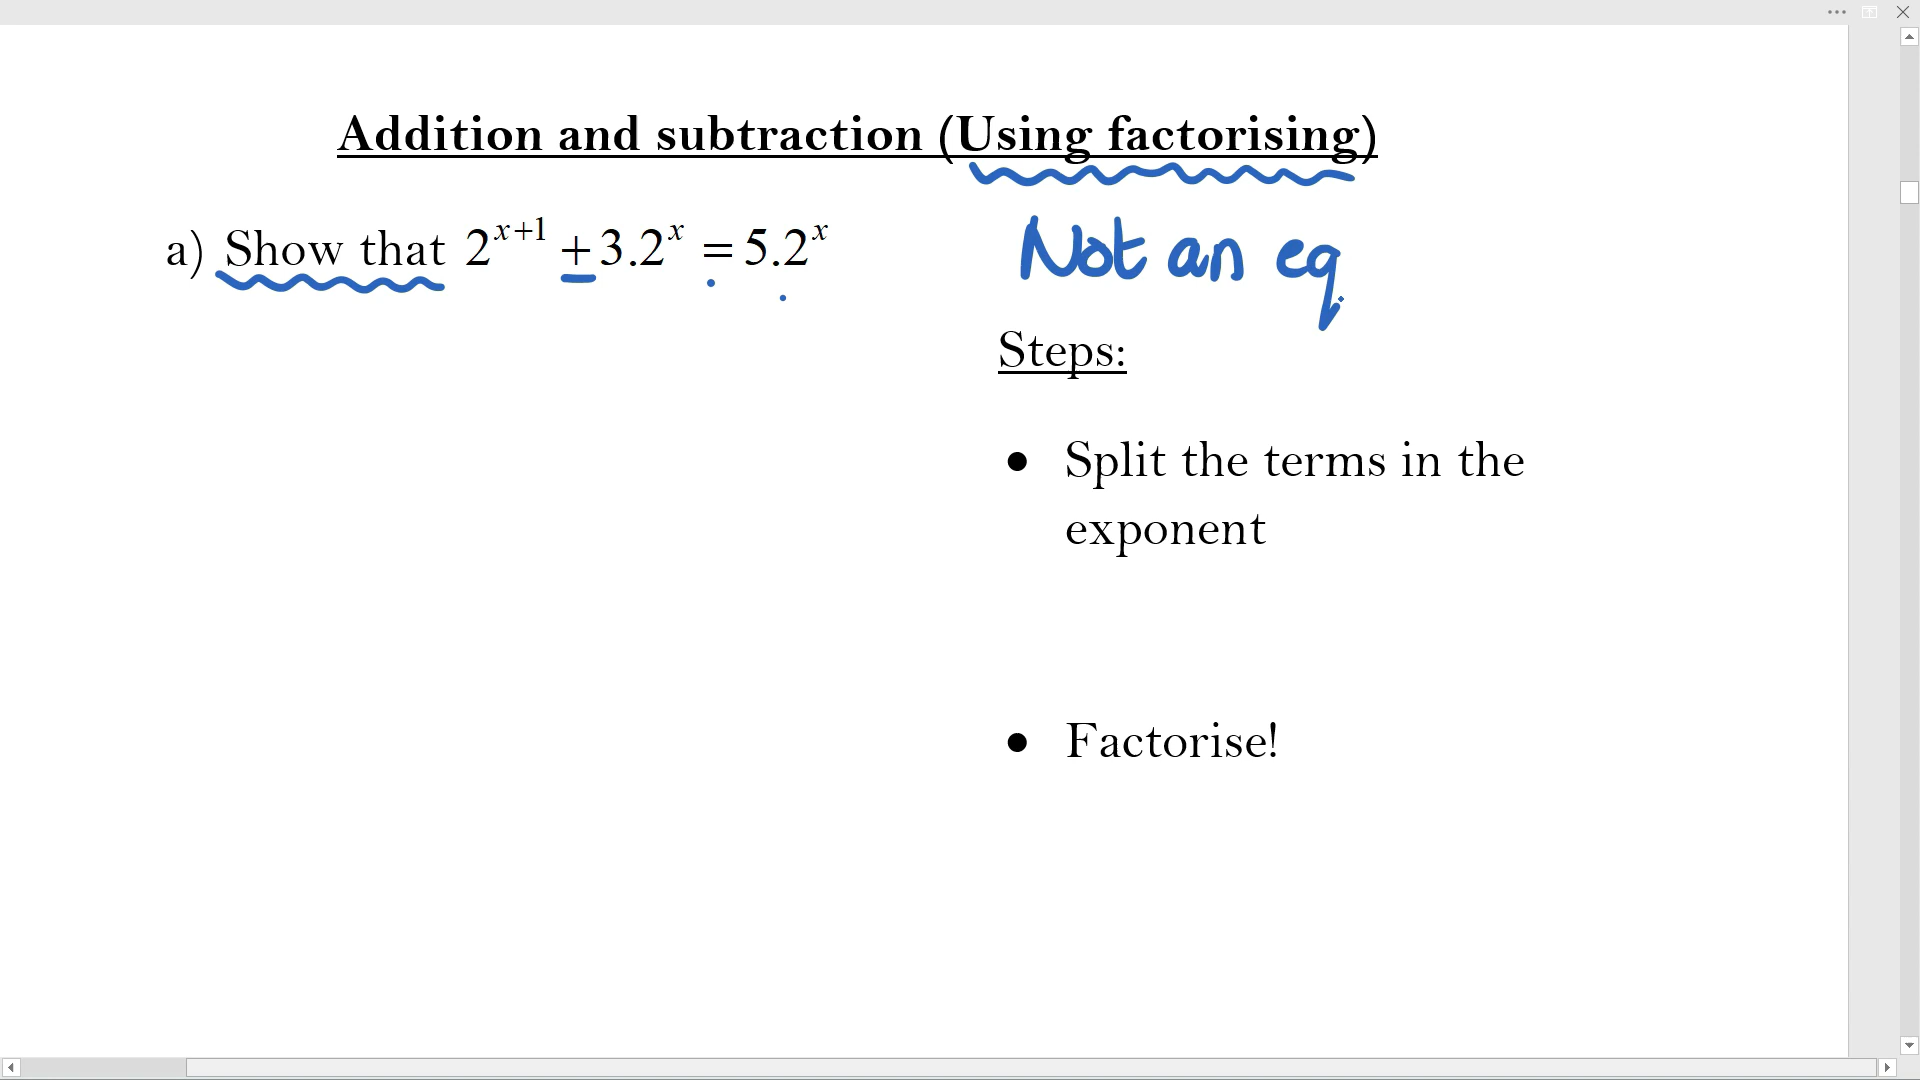 Addition and subtraction (Using factorising)
a) Show that 2^{x+1} + 3.2^x = 5.2^x
Not an eq
Steps:
● Split the terms in the
exponent
● Factorise!